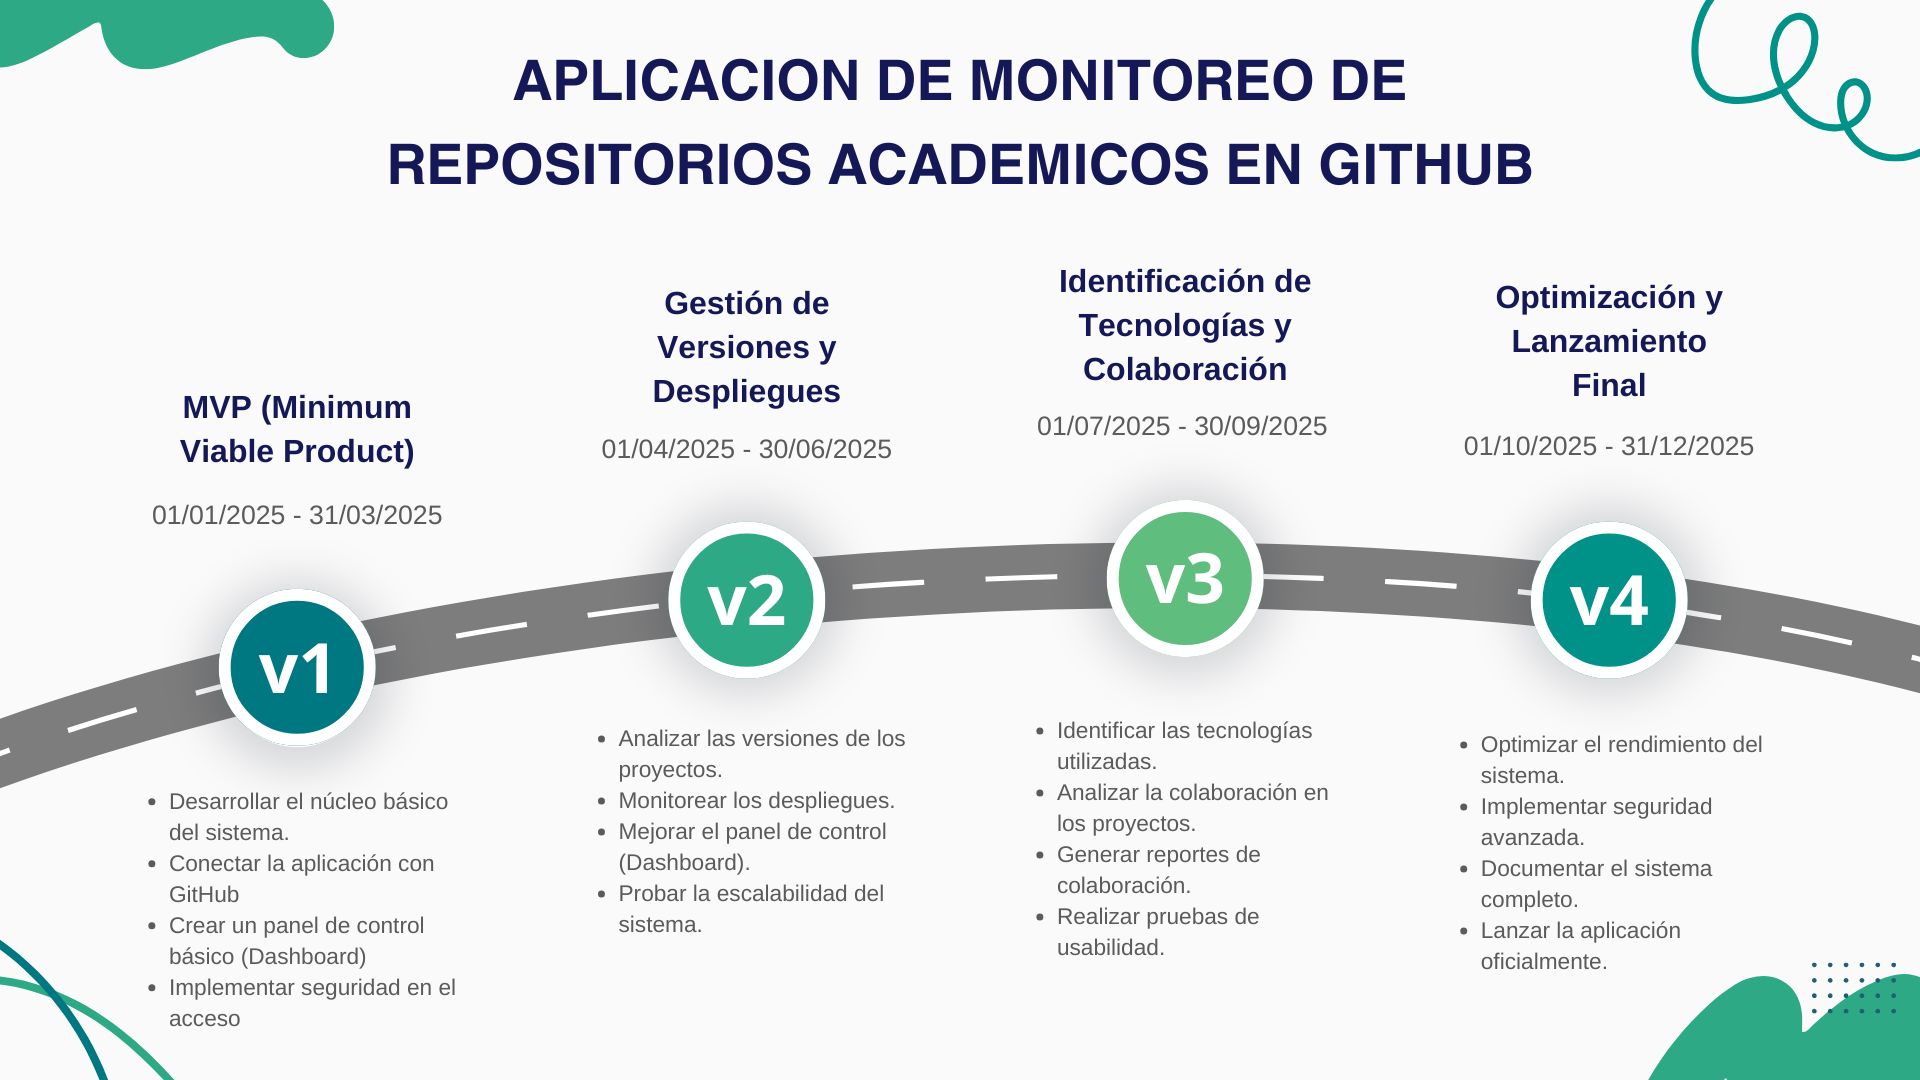 APLICACION DE MONITOREO DE
REPOSITORIOS ACADEMICOS EN GITHUB
MVP (Minimum
Viable Product)
01/01/2025 - 31/03/2025
v1
• Desarrollar el núcleo básico
del sistema.
• Conectar la aplicación con
GitHub
• Crear un panel de control
básico (Dashboard)
• Implementar seguridad en el
acceso
Gestión de
Versiones y
Despliegues
01/04/2025 - 30/06/2025
v2
• Analizar las versiones de los
proyectos.
• Monitorear los despliegues.
• Mejorar el panel de control
(Dashboard).
• Probar la escalabilidad del
sistema.
Identificación de
Tecnologías y
Colaboración
01/07/2025 - 30/09/2025
v3
• Identificar las tecnologías
utilizadas.
• Analizar la colaboración en
los proyectos.
• Generar reportes de
colaboración.
• Realizar pruebas de
usabilidad.
Optimización y
Lanzamiento
Final
01/10/2025 - 31/12/2025
v4
• Optimizar el rendimiento del
sistema.
• Implementar seguridad
avanzada.
• Documentar el sistema
completo.
• Lanzar la aplicación
oficialmente.